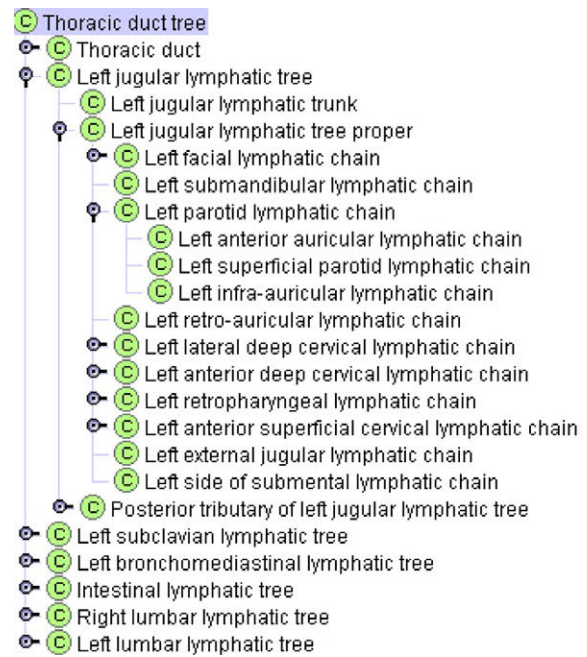 C Thoracic duct tree
C Thoracic duct
C Left jugular lymphatic tree
C Left jugular lymphatic trunk
C Left jugular lymphatic tree proper
C Left facial lymphatic chain
C Left submandibular lymphatic chain
C Left parotid lymphatic chain
C Left anterior auricular lymphatic chain
C Left superficial parotid lymphatic chain
C Left infra-auricular lymphatic chain
C Left retro-auricular lymphatic chain
C Left lateral deep cervical lymphatic chain
C Left anterior deep cervical lymphatic chain
C Left retropharyngeal lymphatic chain
C Left anterior superficial cervical lymphatic chain
C Left external jugular lymphatic chain
C Left side of submental lymphatic chain
C Posterior tributary of left jugular lymphatic tree
C Left subclavian lymphatic tree
C Left bronchomediastinal lymphatic tree
C Intestinal lymphatic tree
C Right lumbar lymphatic tree
C Left lumbar lymphatic tree